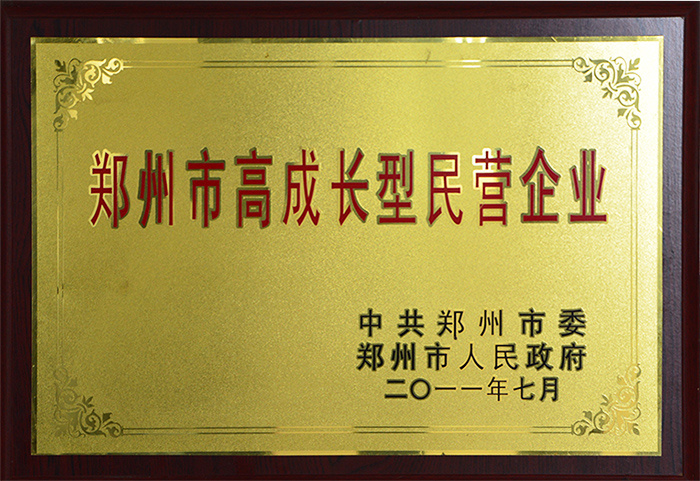 郑州市高成长型民营企业
中共郑州市委
郑州市人民政府
二〇一一年七月